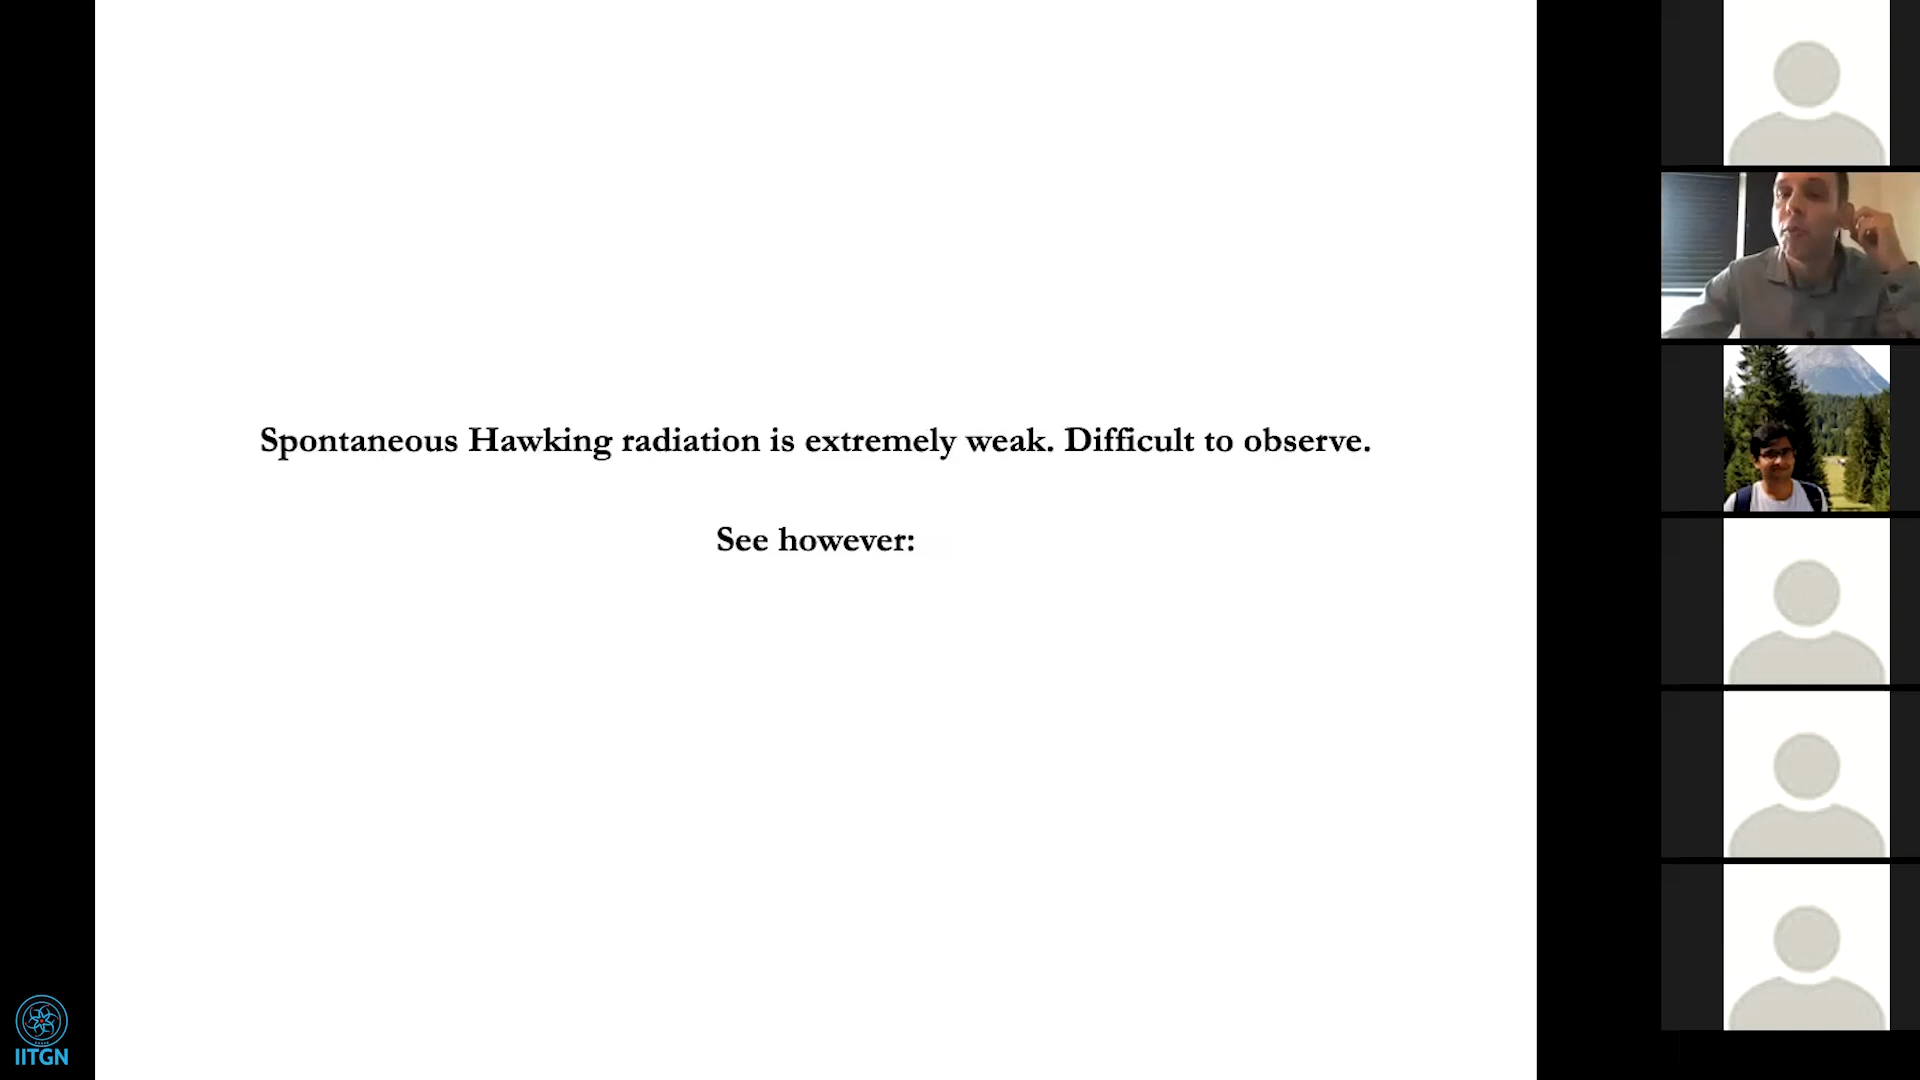 Spontaneous Hawking radiation is extremely weak. Difficult to observe.
See however:
IITGN